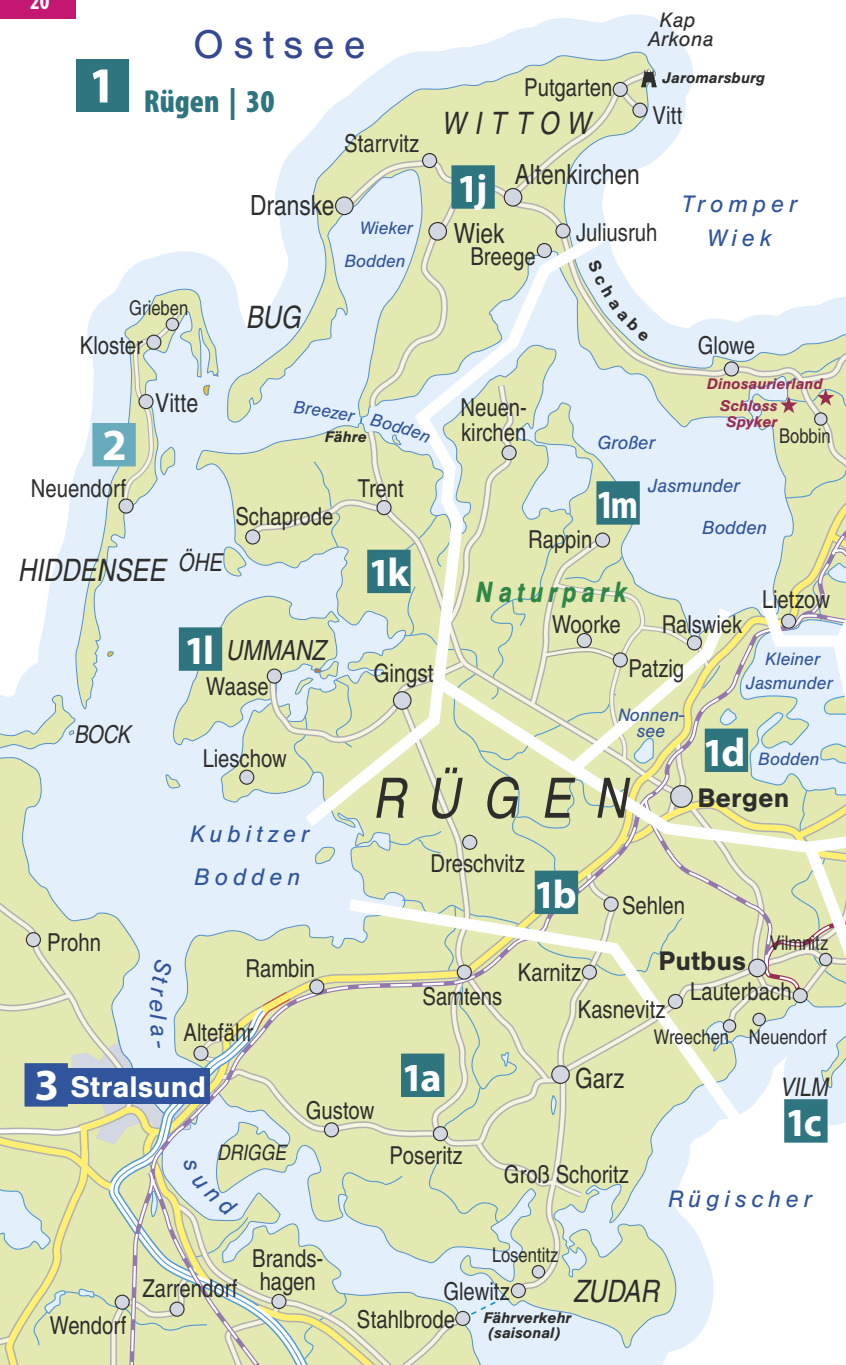 20
Ostsee
1 Rügen | 30
Kap
Arkona
Jaromarsburg
Putgarten
Vitt
WITTOW
Starrvitz
1j
Altenkirchen
Dranske
Wieker
Bodden
Wiek
Juliusruh
Breege
Tromper
Wiek
Schaabe
Grieben
Kloster
BUG
Glowe
Dinosaurierland
Schloss
Spyker
Bobbin
Vitte
Breezer Bodden
Fähre
Neuen-
kirchen
2
Großer
Jasmunder
Bodden
Neuendorf
Trent
Schaprode
1m
Rappin
HIDDENSEE
ÖHE
1k
Naturpark
Lietzow
Woorke
Ralswiek
1l UMMANZ
Patzig
Kleiner
Jasmunder
Waase
Gingst
Nonnen-
see
BOCK
1d
Bodden
Lieschow
RÜGEN
Bergen
Kubitzer
Bodden
Dreschvitz
1b
Sehlen
Prohn
Strela-
Rambin
Samtens
Karnitz
Putbus
Vilmnitz
Kasnevitz
Lauterbach
Altefähr
Wreechen
Neuendorf
3 Stralsund
1a
Garz
VILM
1c
Gustow
Poseritz
DRIGGE
sund
Groß Schoritz
Rügischer
Losentitz
Brands-
hagen
Zarrendorf
Glewitz
ZUDAR
Wendorf
Stahlbrode
Fährverkehr
(saisonal)